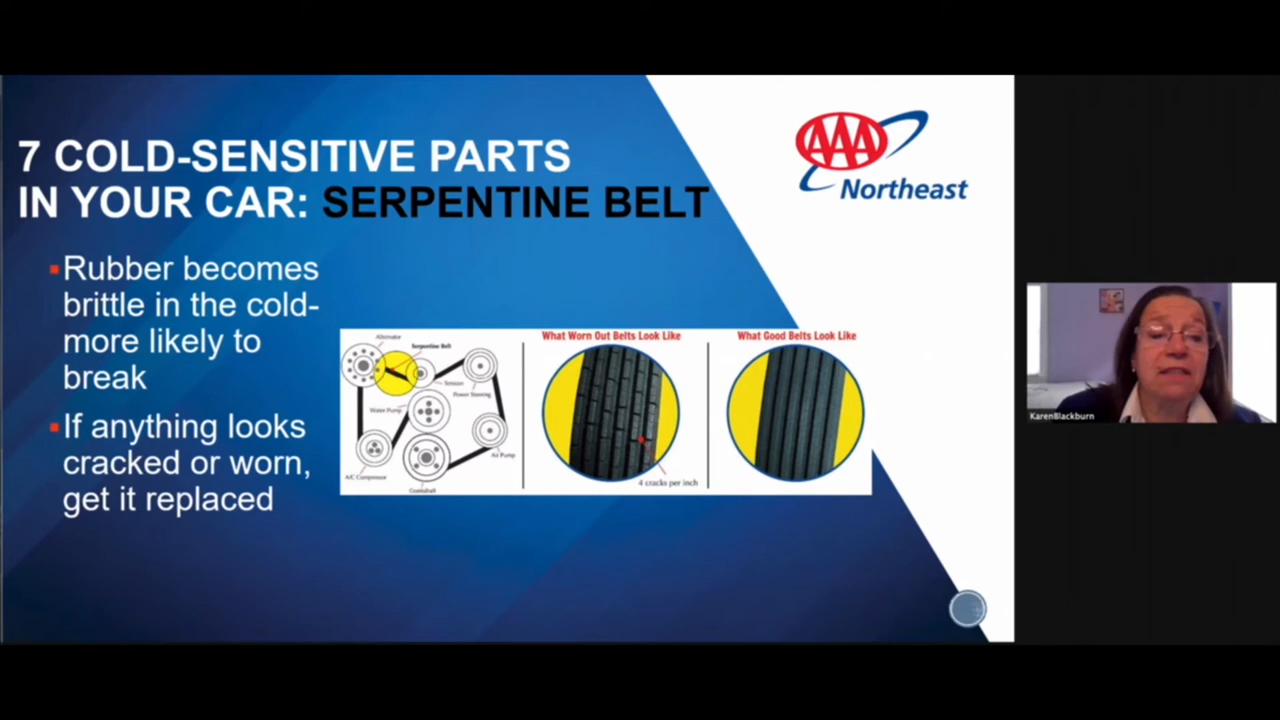 7 COLD-SENSITIVE PARTS
IN YOUR CAR: SERPENTINE BELT
AAA
Northeast
▪Rubber becomes
brittle in the cold-
more likely to
break
▪If anything looks
cracked or worn,
get it replaced
Alternator
Serpentine Belt
Tension
Power Steering
Water Pump
Air Pump
A/C Compressor
Crankshaft
What Worn Out Belts Look Like
4 cracks per inch
What Good Belts Look Like
KarenBlackburn